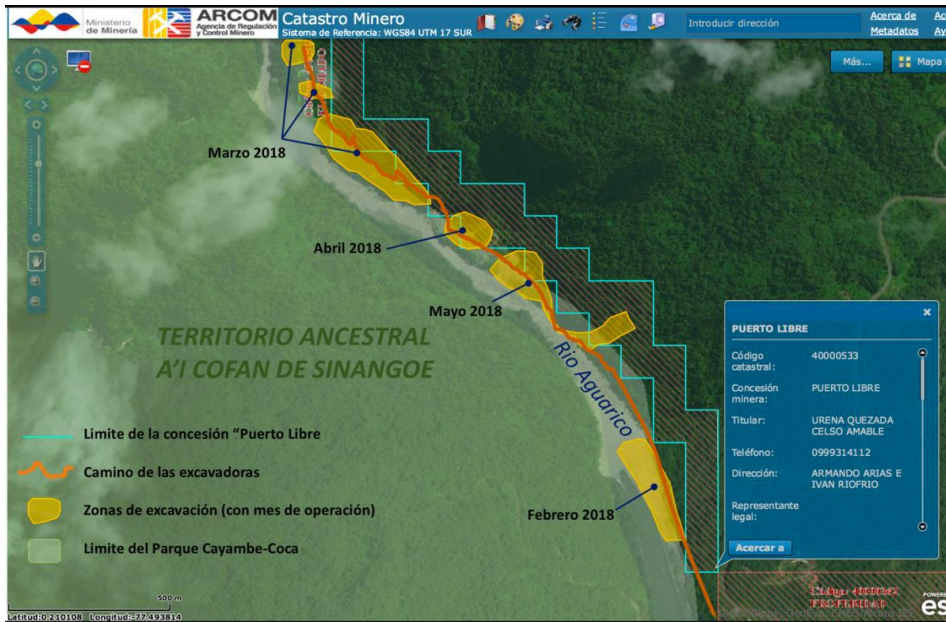 Ministerio
de Minería
ARCOM
Agencia de Regulación
y Control Minero
Catastro Minero
Sistema de Referencia: WGS84 UTM 17 SUR
Introducir dirección
Acerca de
Metadatos
Más...
Mapa
Marzo 2018
Abril 2018
Mayo 2018
TERRITORIO ANCESTRAL
A'I COFAN DE SINANGOE
Rio Aguarico
Febrero 2018
Limite de la concesión "Puerto Libre
Camino de las excavadoras
Zonas de excavación (con mes de operación)
Limite del Parque Cayambe-Coca
PUERTO LIBRE
Código catastral: 40000533
Concesión minera: PUERTO LIBRE
Titular: URENA QUEZADA CELSO AMABLE
Teléfono: 0999314112
Dirección: ARMANDO ARIAS E IVAN RIOFRIO
Representante legal:
Acercar a
500 m
Latitud:0.210108 Longitud:-77.493814
POWERED
es